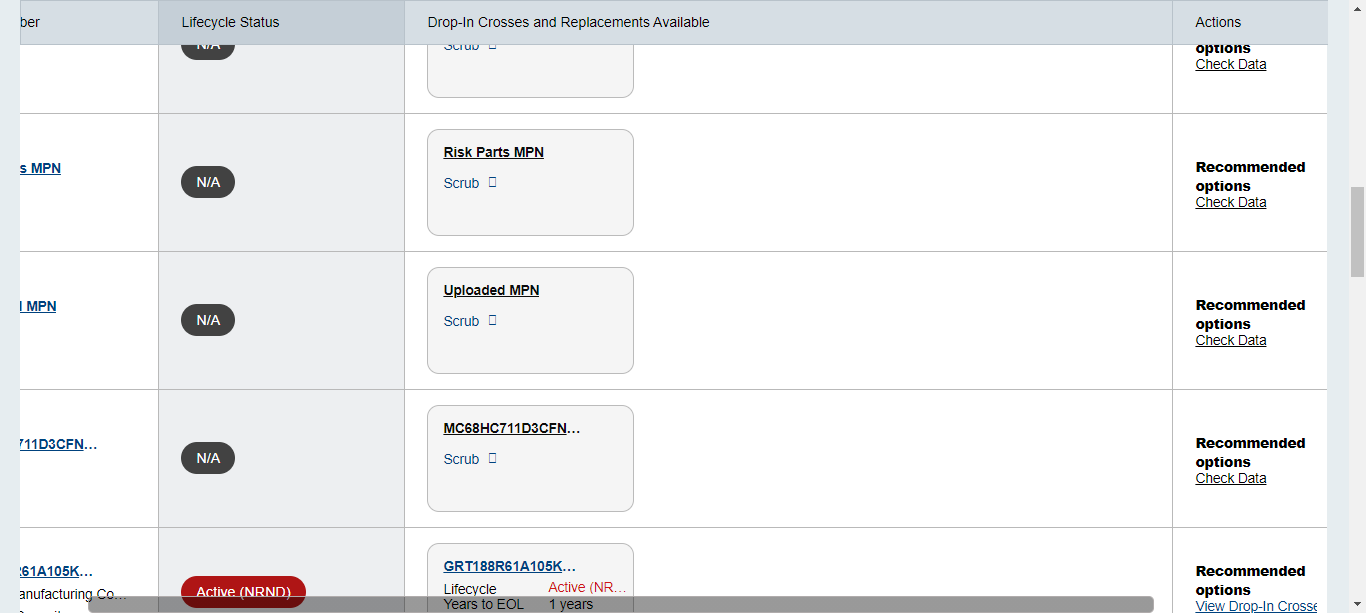 ber Lifecycle Status Drop-In Crosses and Replacements Available Actions
N/A Scrub options
Check Data
Risk Parts MPN
s MPN N/A Scrub Recommended
options
Check Data
Uploaded MPN
MPN N/A Scrub Recommended
options
Check Data
MC68HC711D3CFN…
711D3CFN… N/A Scrub Recommended
options
Check Data
R61A105K… GRT188R61A105K… Recommended
anufacturing Co… Active (NRND) Lifecycle Active (NR… options
Years to EOL 1 years View Drop-In Crosse